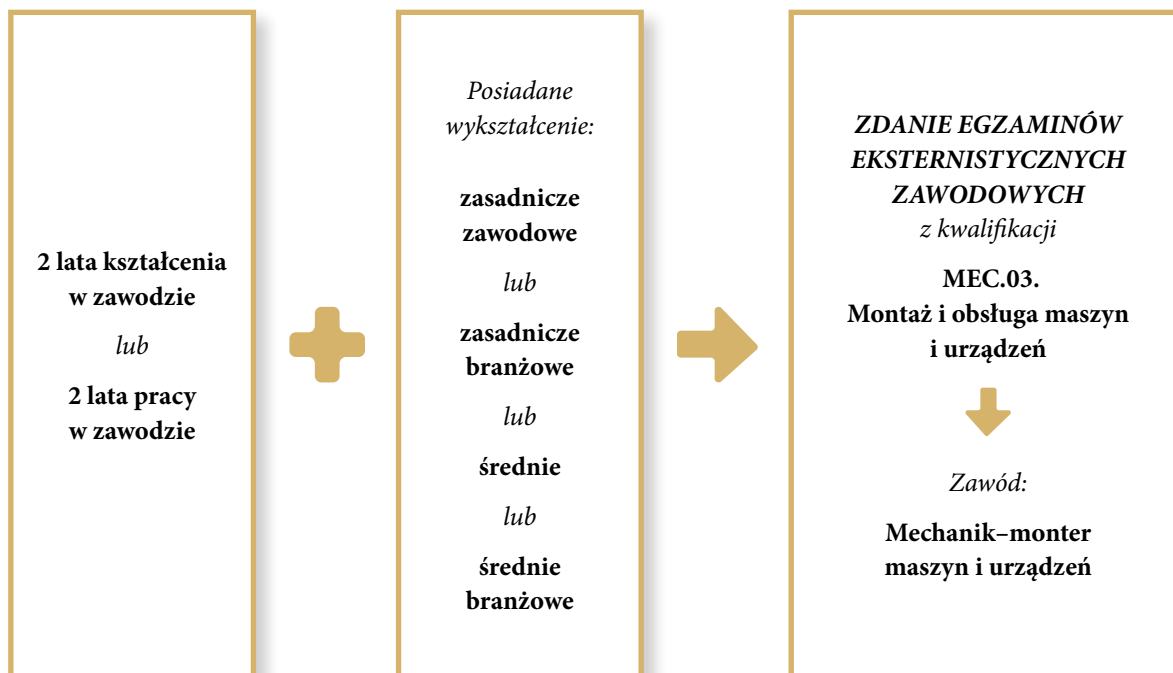 2 lata kształcenia
w zawodzie
lub
2 lata pracy
w zawodzie
Posiadane
wykształcenie:
zasadnicze
zawodowe
lub
zasadnicze
branżowe
lub
średnie
lub
średnie
branżowe
ZDANIE EGZAMINÓW
EKSTERNISTYCZNYCH
ZAWODOWYCH
z kwalifikacji
MEC.03.
Montaż i obsługa maszyn
i urządzeń
Zawód:
Mechanik–monter
maszyn i urządzeń